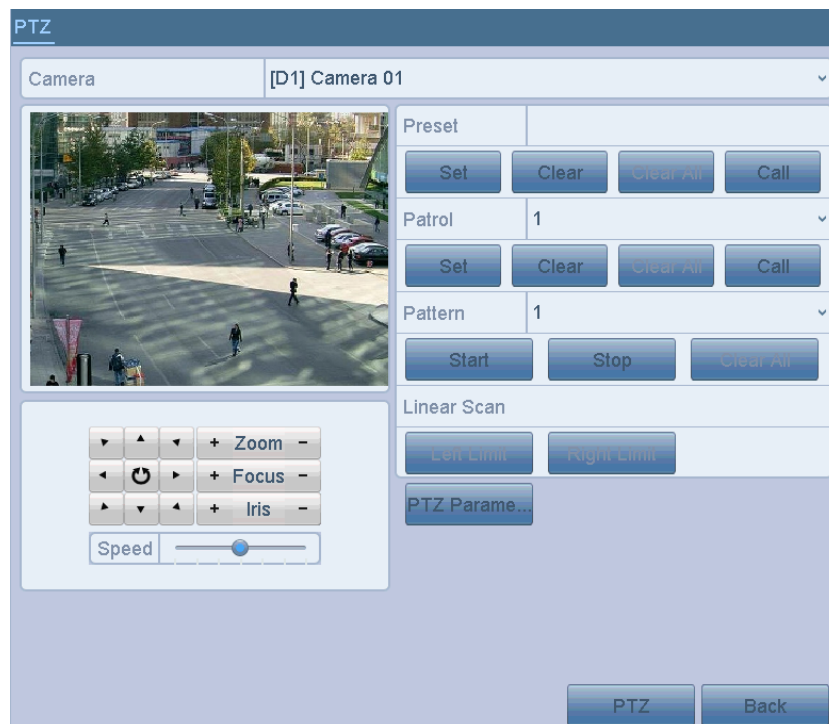 PTZ
Camera [D1] Camera 01
Preset
Set Clear Clear All Call
Patrol 1
Set Clear Clear All Call
Pattern 1
Start Stop Clear All
Linear Scan
Left Limit Right Limit
PTZ Parame...
+ Zoom -
+ Focus -
+ Iris -
Speed
PTZ Back